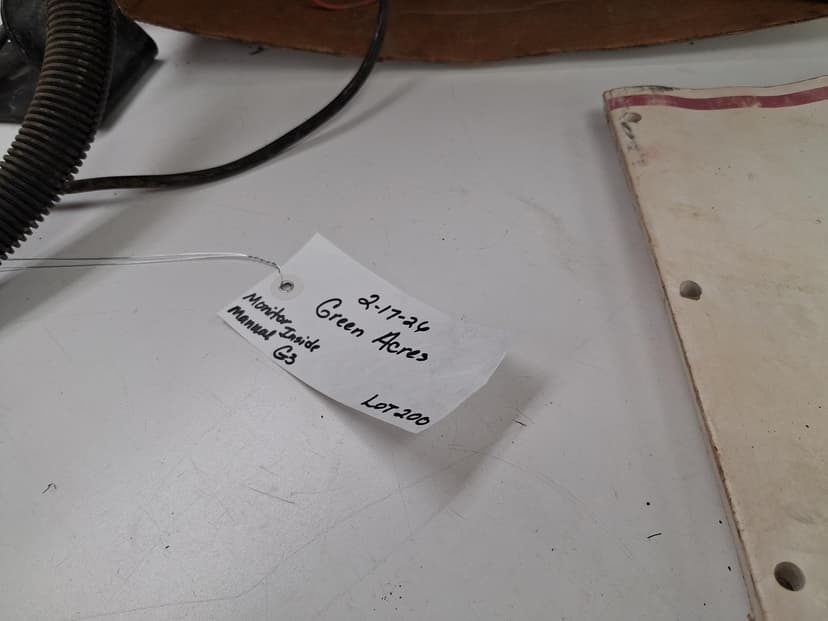 2-17-26
Green Acres
LOT 200
Monitor
Manual Inside
G3